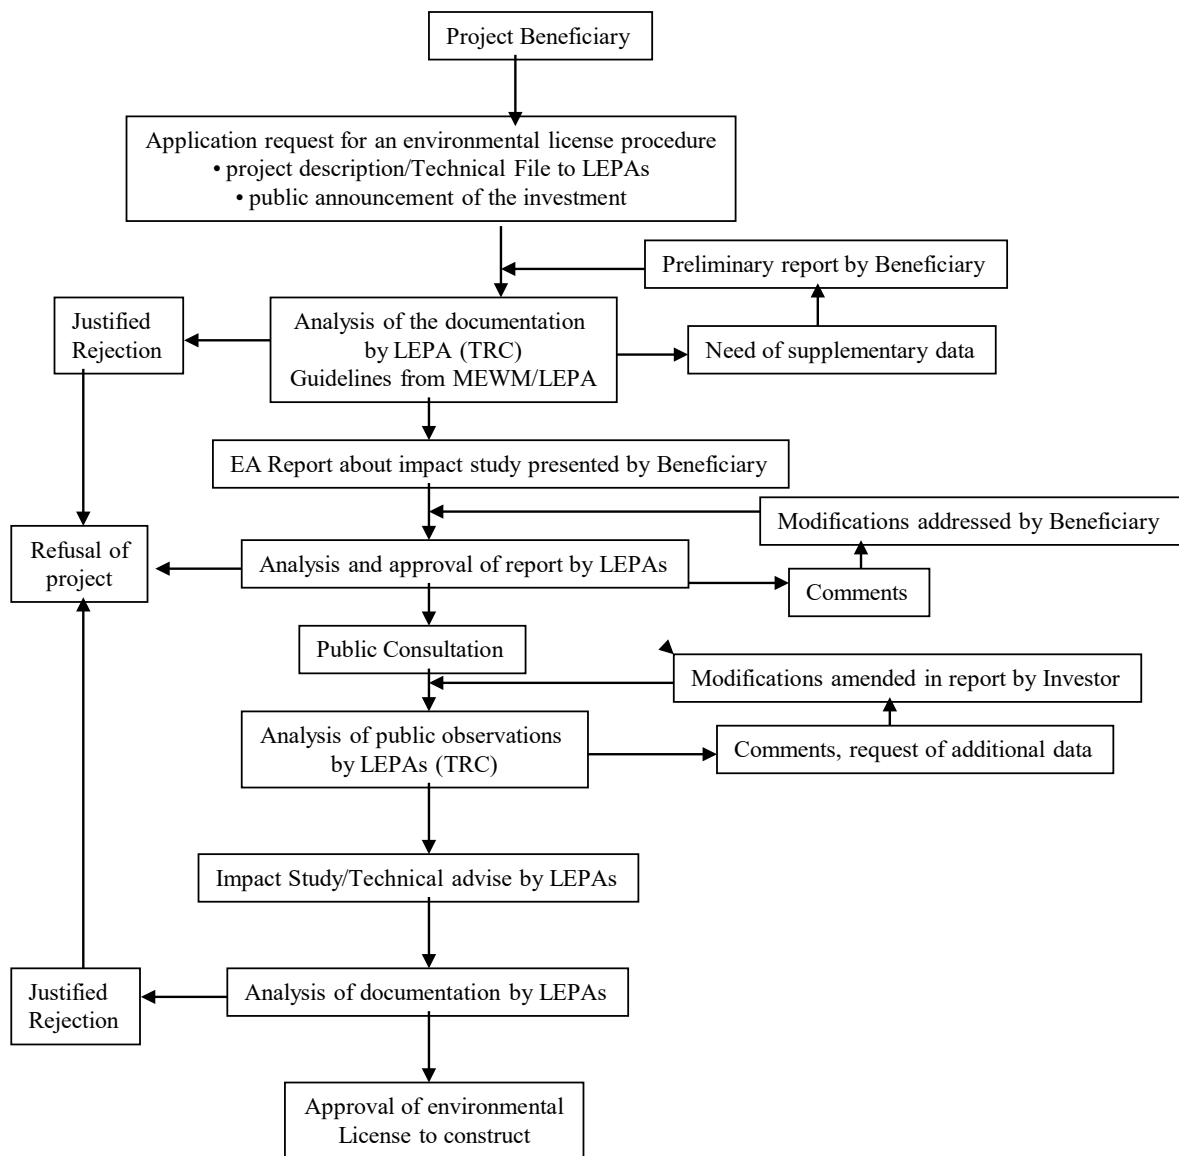 Project Beneficiary
Application request for an environmental license procedure
• project description/Technical File to LEPAs
• public announcement of the investment
Preliminary report by Beneficiary
Justified
Rejection
Analysis of the documentation
by LEPA (TRC)
Guidelines from MEWM/LEPA
Need of supplementary data
EA Report about impact study presented by Beneficiary
Modifications addressed by Beneficiary
Refusal of
project
Analysis and approval of report by LEPAs
Comments
Public Consultation
Modifications amended in report by Investor
Analysis of public observations
by LEPAs (TRC)
Comments, request of additional data
Impact Study/Technical advise by LEPAs
Justified
Rejection
Analysis of documentation by LEPAs
Approval of environmental
License to construct